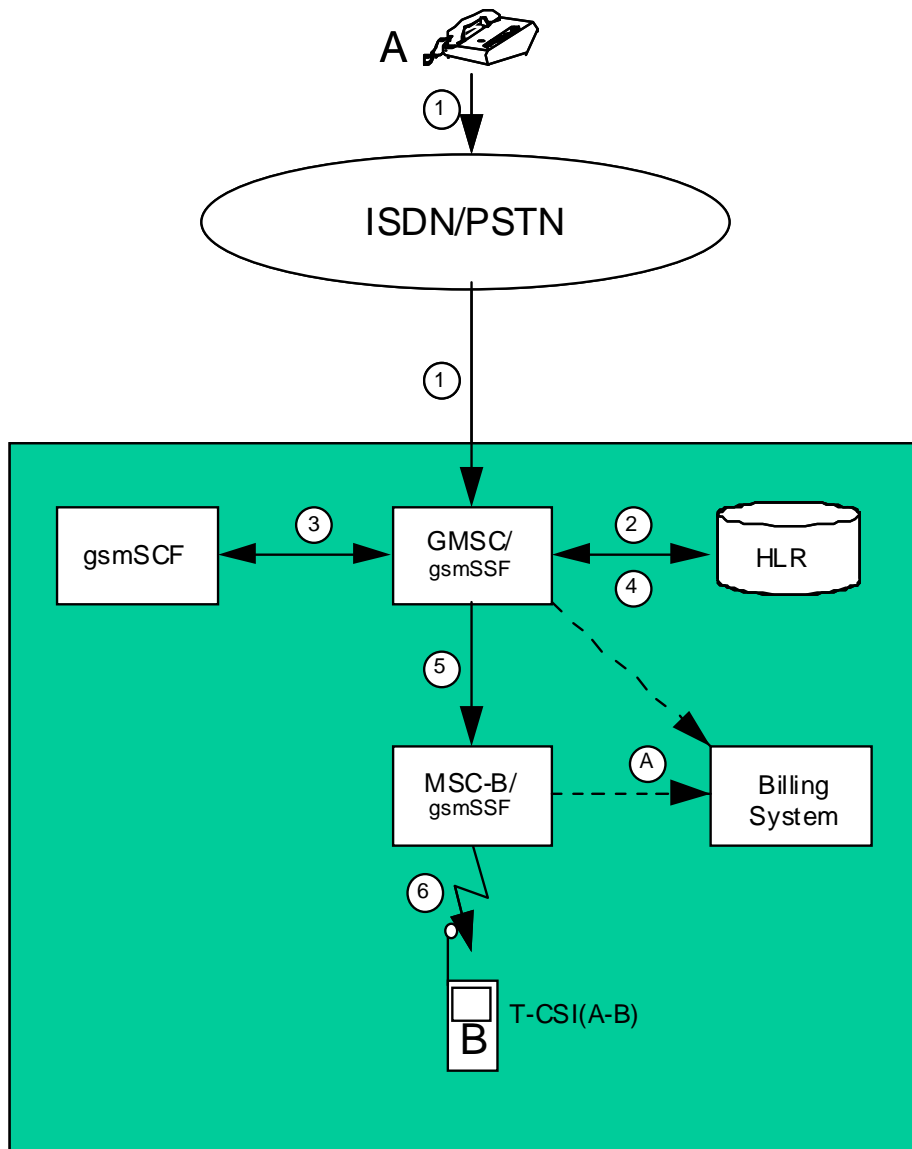 A
1
ISDN/PSTN
1
gsmSCF
3
GMSC/
gsmSSF
2
4
HLR
5
MSC-B/
gsmSSF
A
Billing
System
6
B
T-CSI(A-B)